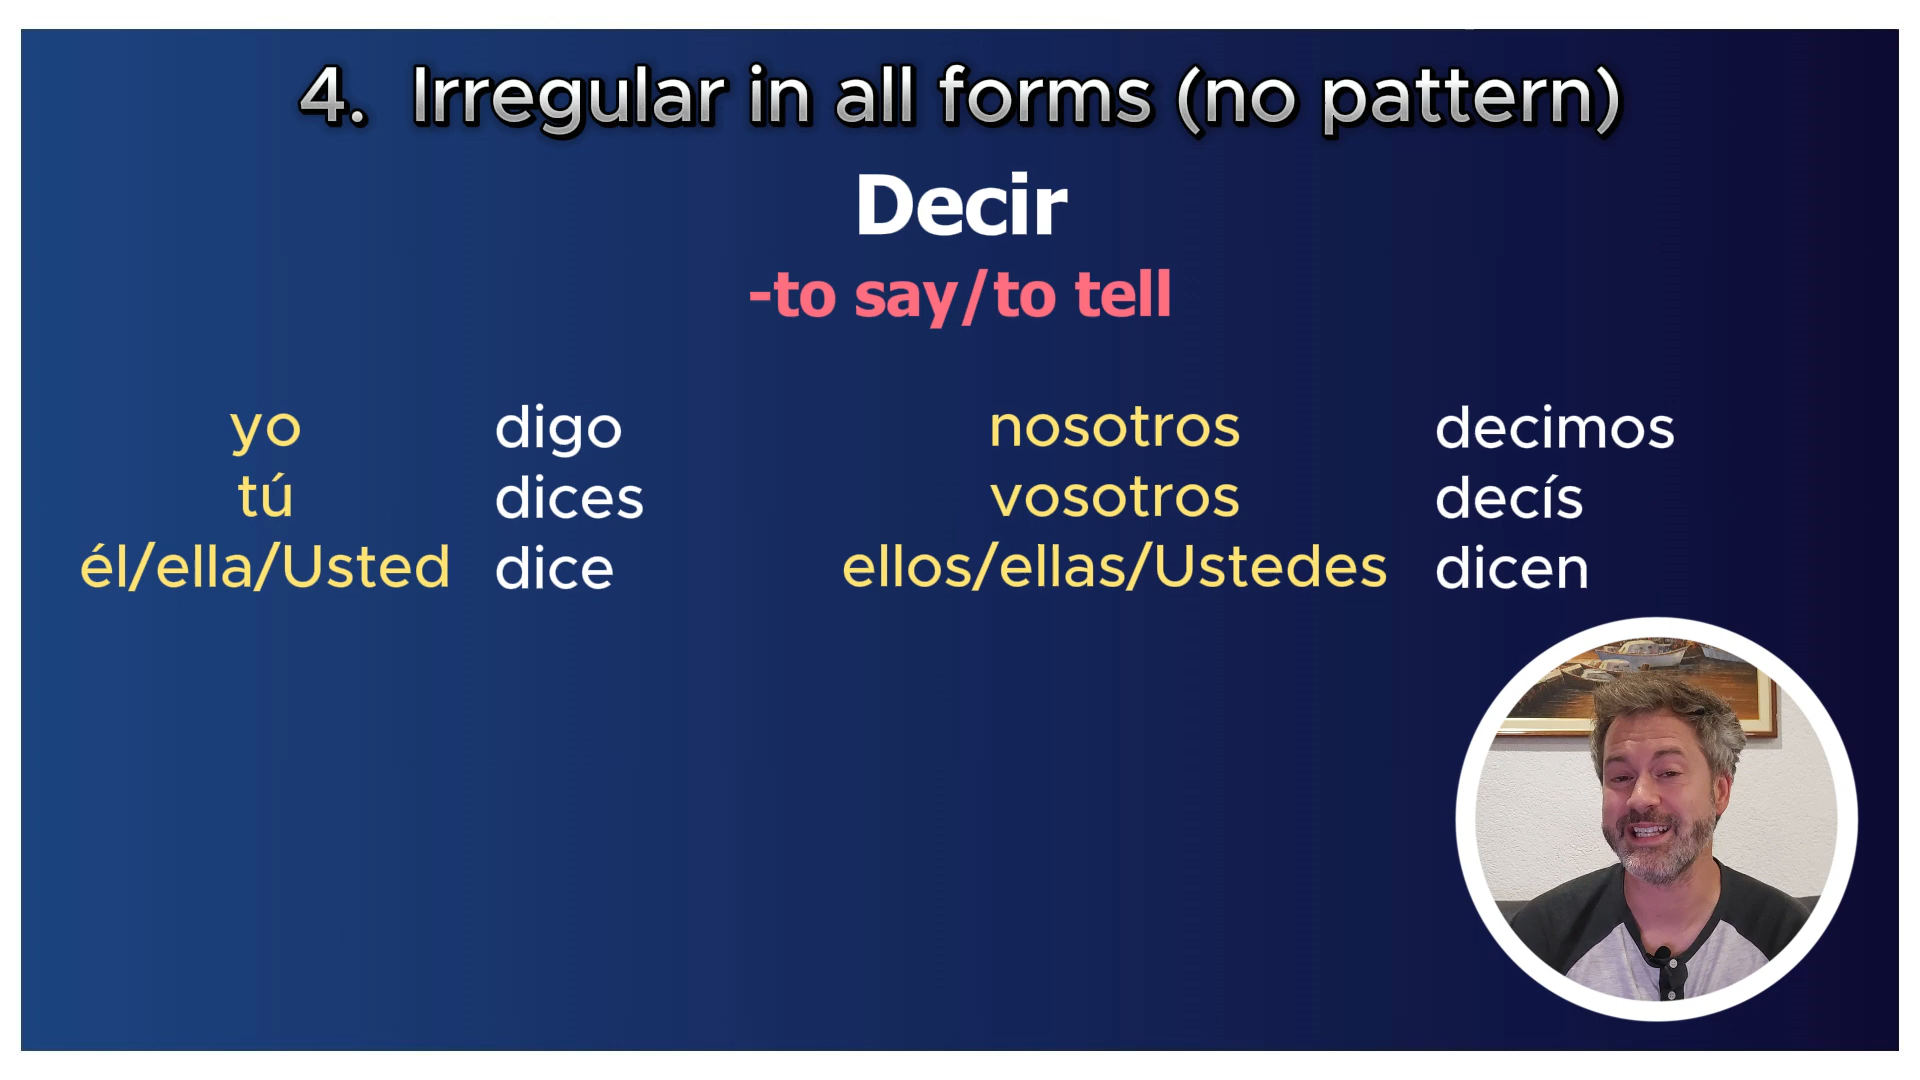 4. Irregular in all forms (no pattern)
Decir
-to say/to tell
yo digo
tú dices
él/ella/Usted dice
nosotros decimos
vosotros decís
ellos/ellas/Ustedes dicen